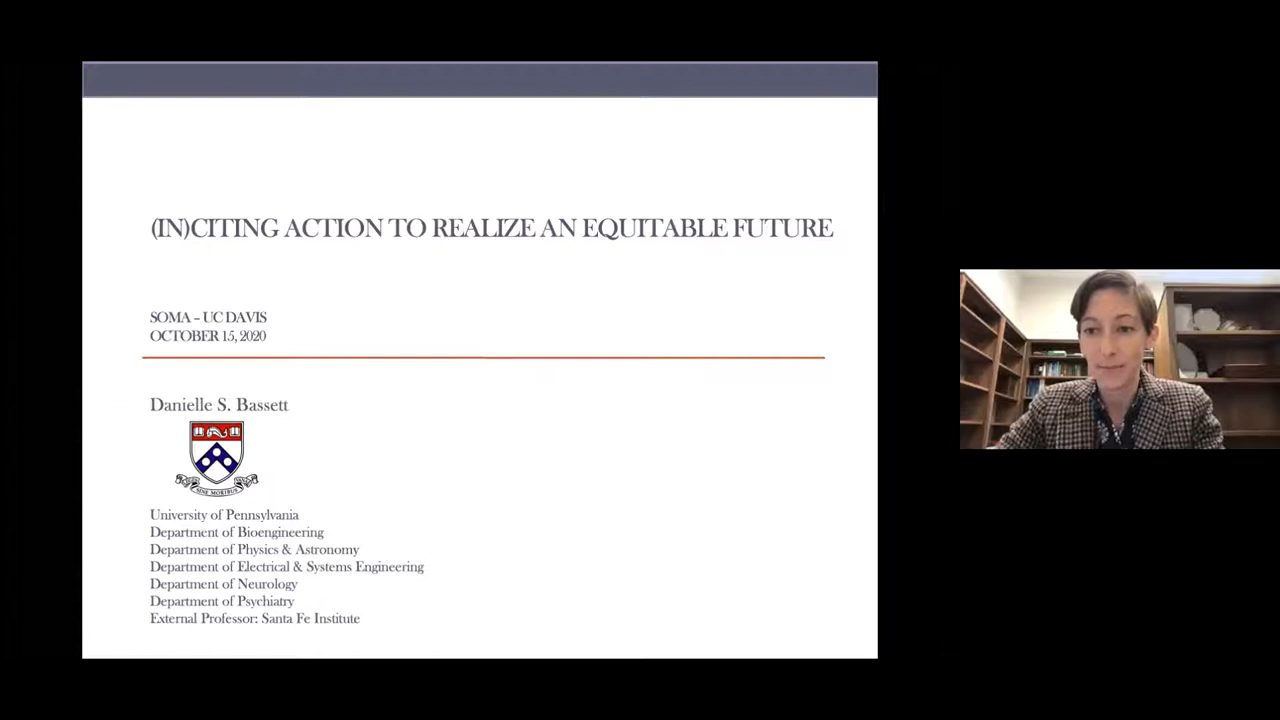 (IN)CITING ACTION TO REALIZE AN EQUITABLE FUTURE
SOMA – UC DAVIS
OCTOBER 15, 2020
Danielle S. Bassett
SINE MORIBUS
University of Pennsylvania
Department of Bioengineering
Department of Physics & Astronomy
Department of Electrical & Systems Engineering
Department of Neurology
Department of Psychiatry
External Professor: Santa Fe Institute